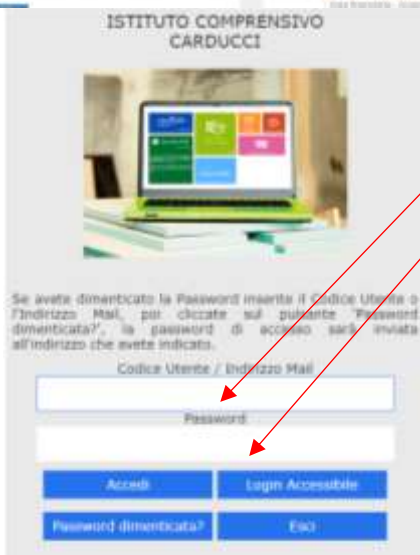 ISTITUTO COMPRENSIVO
CARDUCCI
Se avete dimenticato la Password inserite il Codice Utente o
l'Indirizzo Mail, poi cliccate sul pulsante "Password
dimenticata?", la password di accesso sarà inviata
all'indirizzo che avete indicato.
Codice Utente / Indirizzo Mail
Password
Accedi
Login Accessibile
Password dimenticata?
Esci